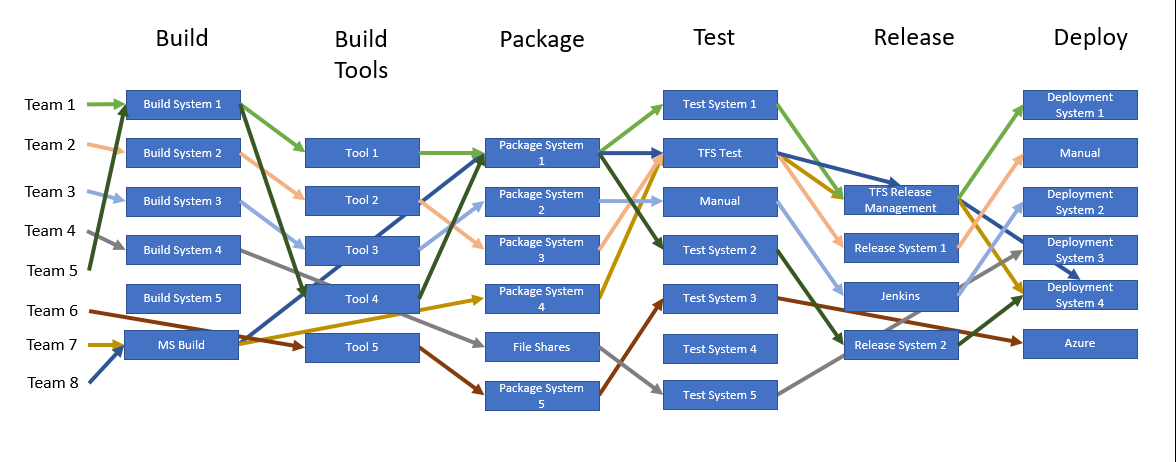 Build
Build
Tools
Package
Test
Release
Deploy
Team 1
Team 2
Team 3
Team 4
Team 5
Team 6
Team 7
Team 8
Build System 1
Build System 2
Build System 3
Build System 4
Build System 5
MS Build
Tool 1
Tool 2
Tool 3
Tool 4
Tool 5
Package System
1
Package System
2
Package System
3
Package System
4
File Shares
Package System
5
Test System 1
TFS Test
Manual
Test System 2
Test System 3
Test System 4
Test System 5
TFS Release
Management
Release System 1
Jenkins
Release System 2
Deployment
System 1
Manual
Deployment
System 2
Deployment
System 3
Deployment
System 4
Azure